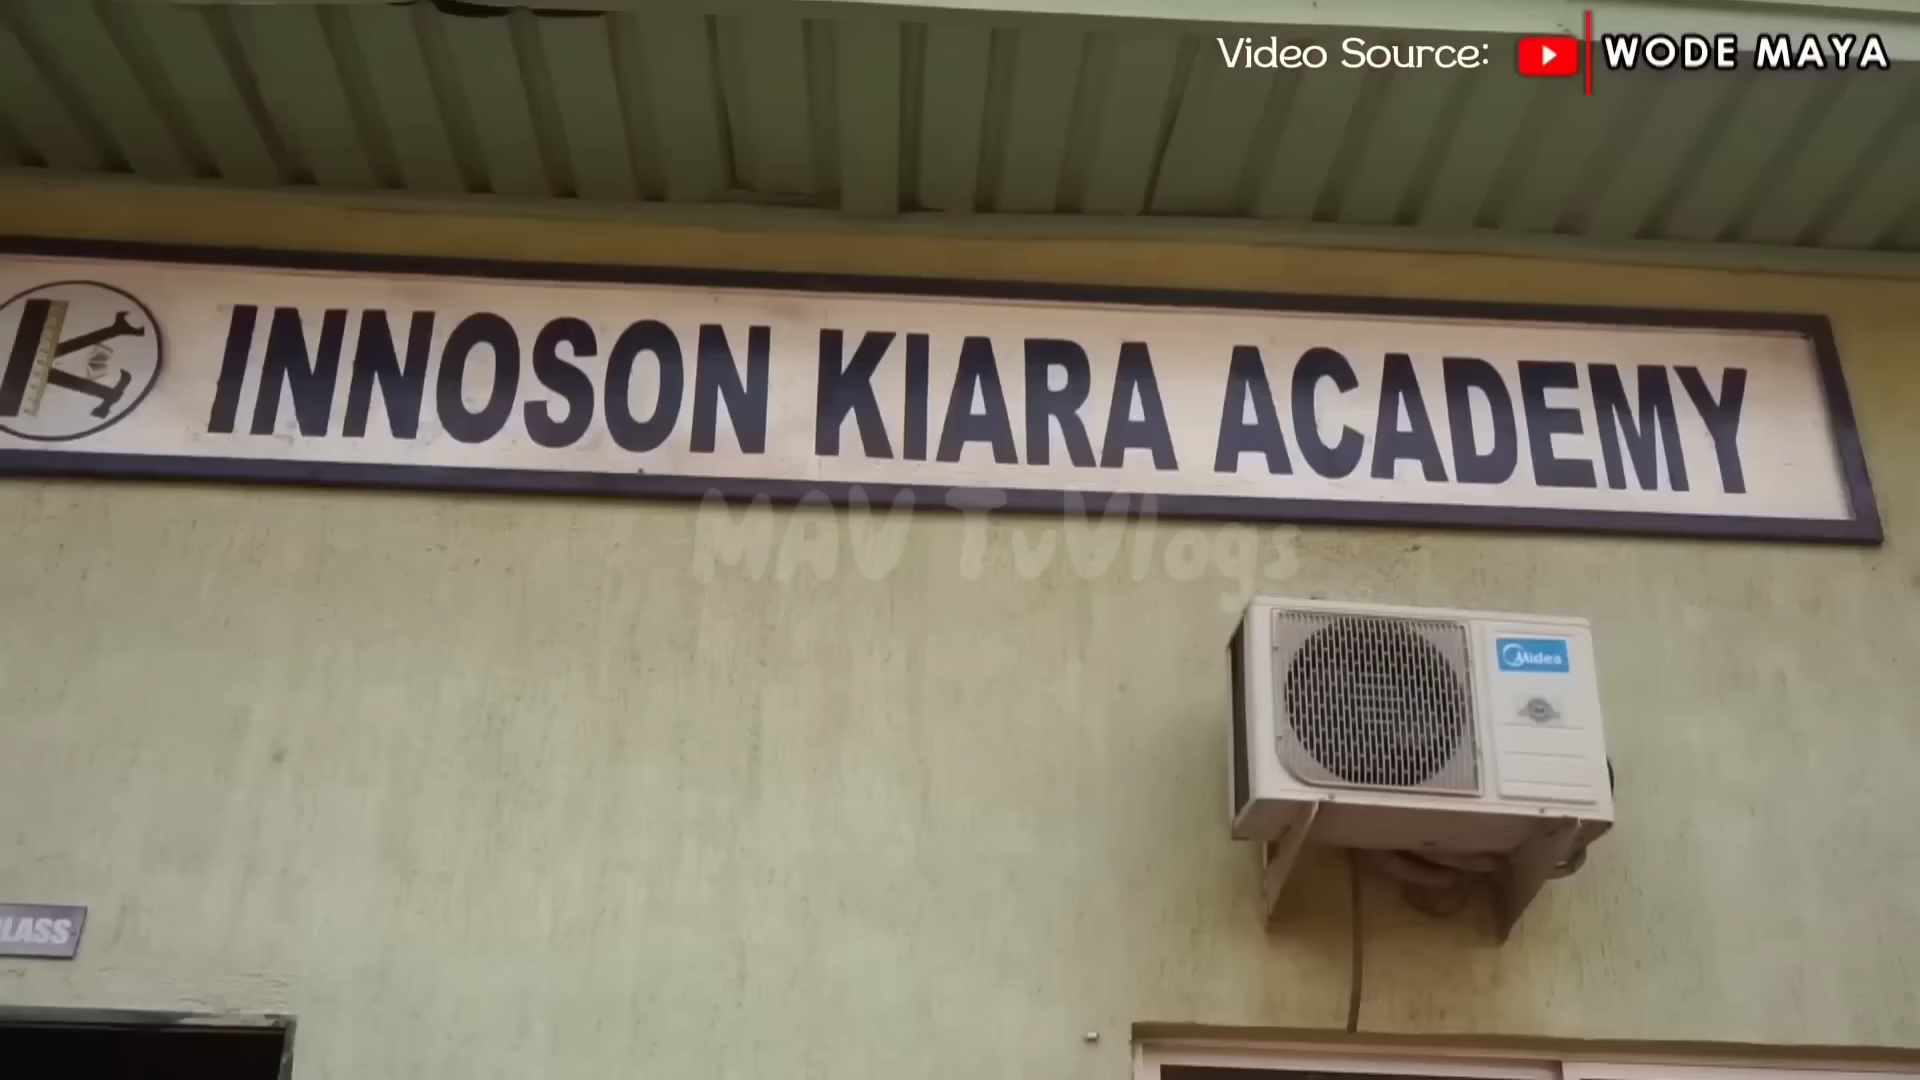 Video Source: WODE MAYA
INNOSON KIARA ACADEMY
MAV TvVlogs
Midea
LASS